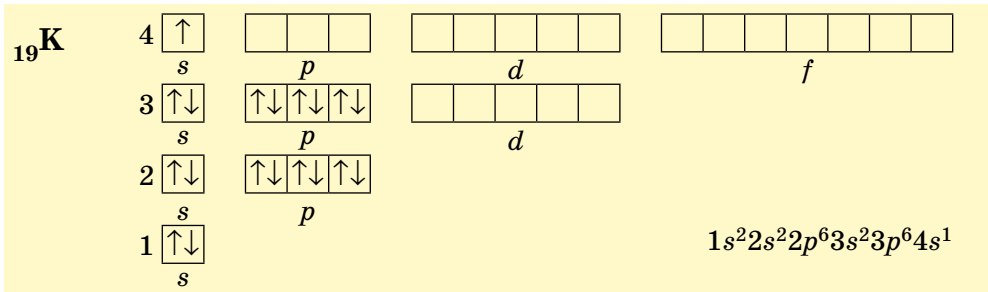 ₁₉K 4 ↑
s p d f
3 ↑↓ ↑↓ ↑↓ ↑↓
s p d
2 ↑↓ ↑↓ ↑↓ ↑↓
s p
1 ↑↓ 1s²2s²2p⁶3s²3p⁶4s¹
s